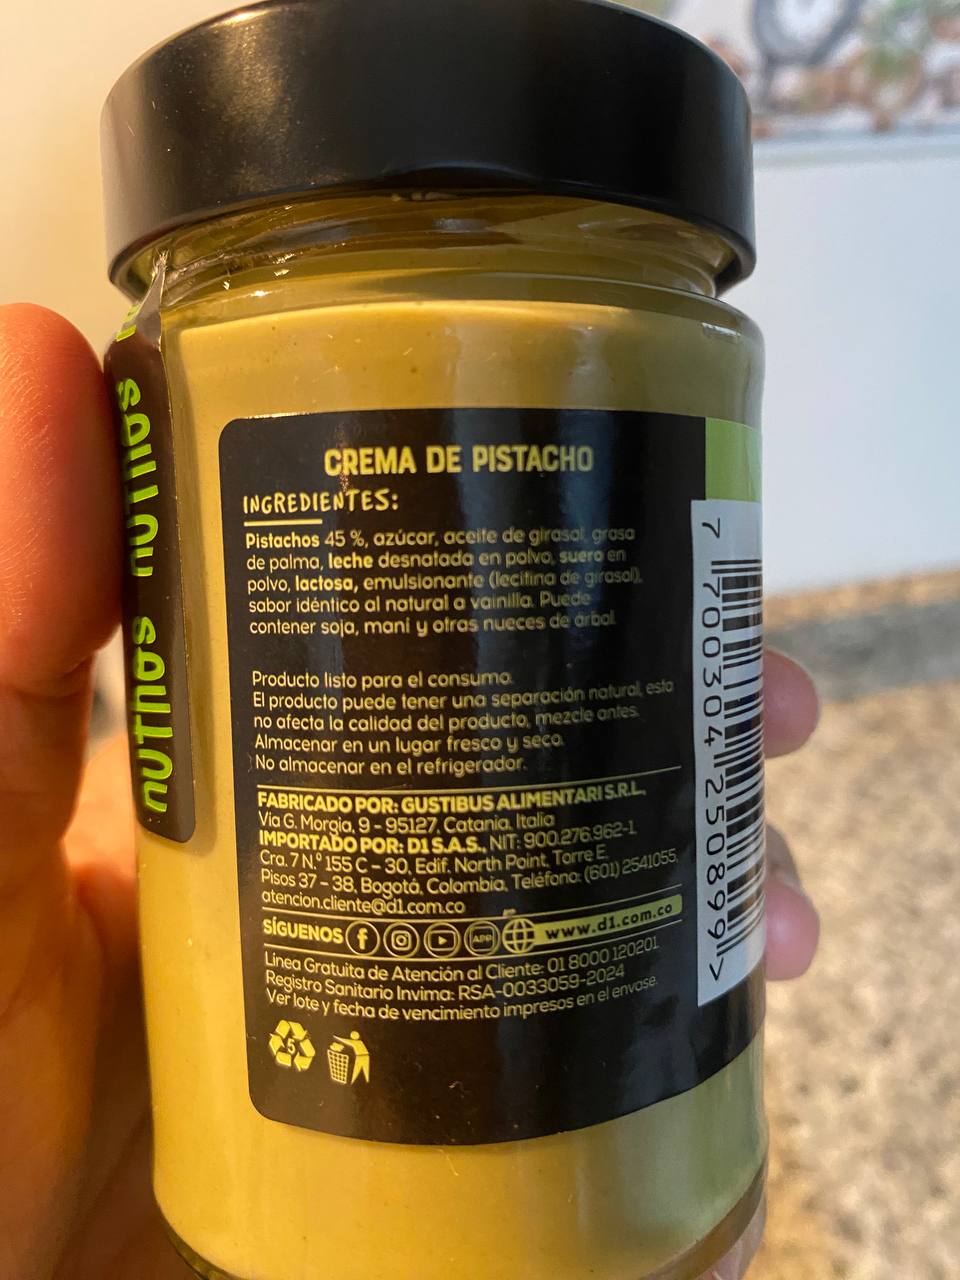 CREMA DE PISTACHO
INGREDIENTES:
Pistachos 45 %, azúcar, aceite de girasol, grasa
de palma, leche desnatada en polvo, suero en
polvo, lactosa, emulsionante (lecitina de girasol),
sabor idéntico al natural a vainilla. Puede
contener soja, maní y otras nueces de árbol.
Producto listo para el consumo.
El producto puede tener una separación natural, esta
no afecta la calidad del producto, mezcle antes.
Almacenar en un lugar fresco y seco.
No almacenar en el refrigerador.
FABRICADO POR: GUSTIBUS ALIMENTARI S.R.L.,
Via G. Morgia, 9 - 95127, Catania, Italia
IMPORTADO POR: D1 S.A.S., NIT: 900.276.962-1
Cra. 7 N.º 155 C - 30, Edif. North Point, Torre E.
Pisos 37 - 38, Bogotá, Colombia, Teléfono: (601) 2541055,
atencion.cliente@d1.com.co
SÍGUENOS APP www.d1.com.co
Línea Gratuita de Atención al Cliente: 01 8000 120201
Registro Sanitario Invima: RSA-0033059-2024
Ver lote y fecha de vencimiento impresos en el envase.
5
7 700304 250899 >
nuthos nuthos